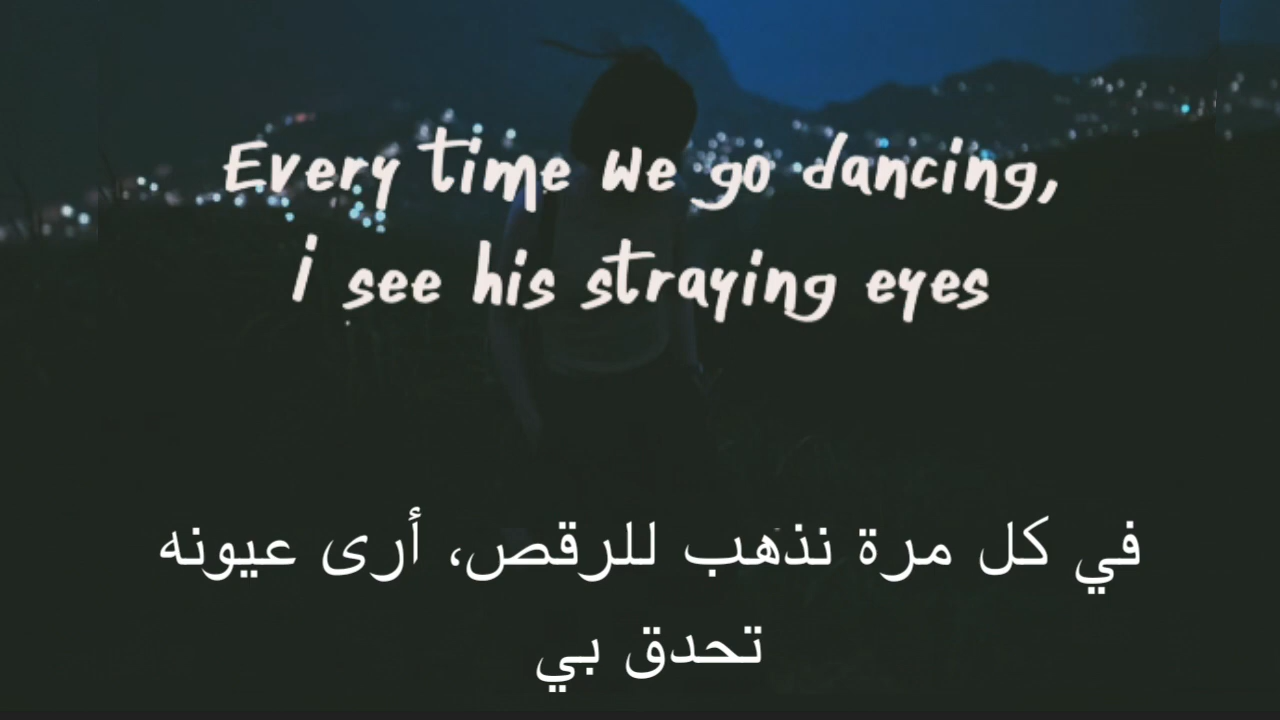 Every time we go dancing,
I see his straying eyes
في كل مرة نذهب للرقص، أرى عيونه
تحدق بي